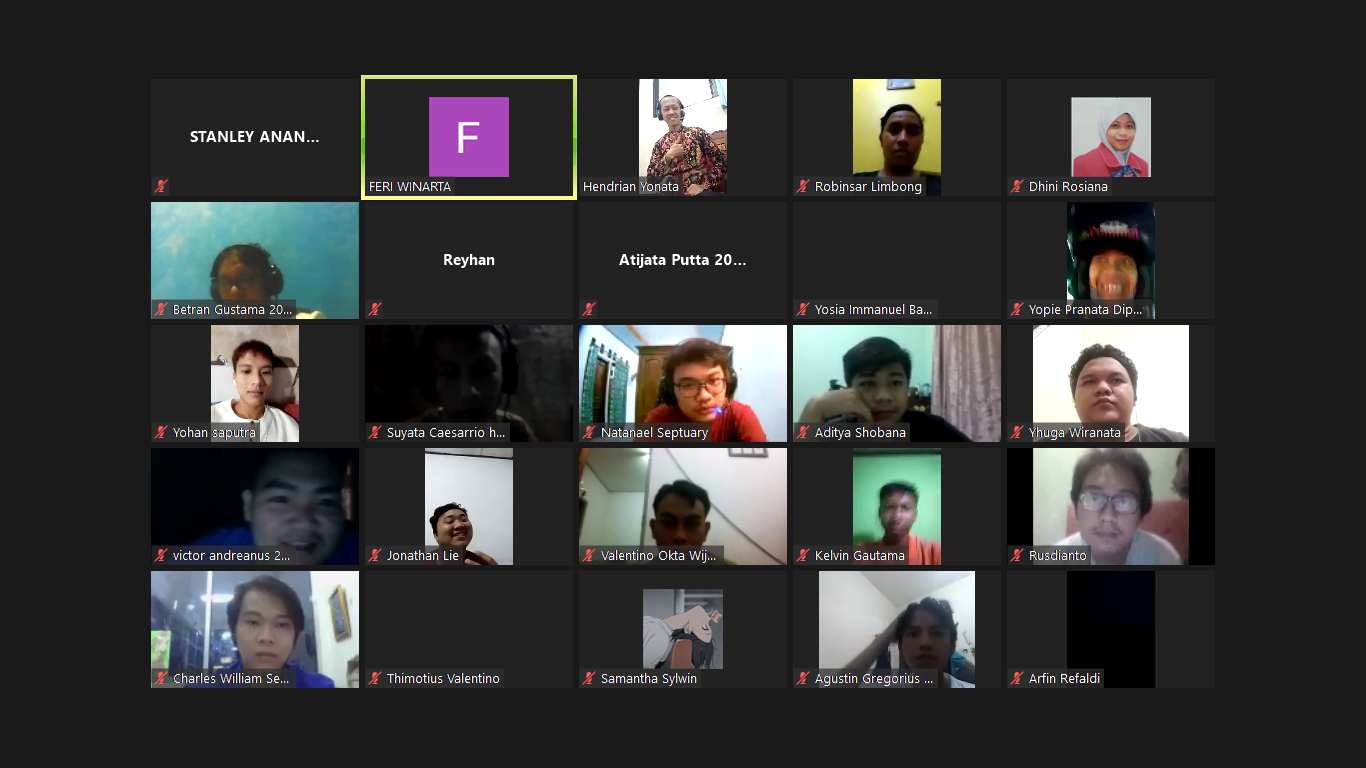 STANLEY ANAN...
F
FERI WINARTA
Hendrian Yonata
Robinsar Limbong
Dhini Rosiana
Betran Gustama 20...
Reyhan
Atijata Putta 20...
Yosia Immanuel Ba...
Yopie Pranata Dip...
Yohan saputra
Suyata Caesarrio h...
Natanael Septuary
Aditya Shobana
Yhuga Wiranata
victor andreanus 2...
Jonathan Lie
Valentino Okta Wij...
Kelvin Gautama
Rusdianto
Charles William Se...
Thimotius Valentino
Samantha Sylwin
Agustin Gregorius ...
Arfin Refaldi